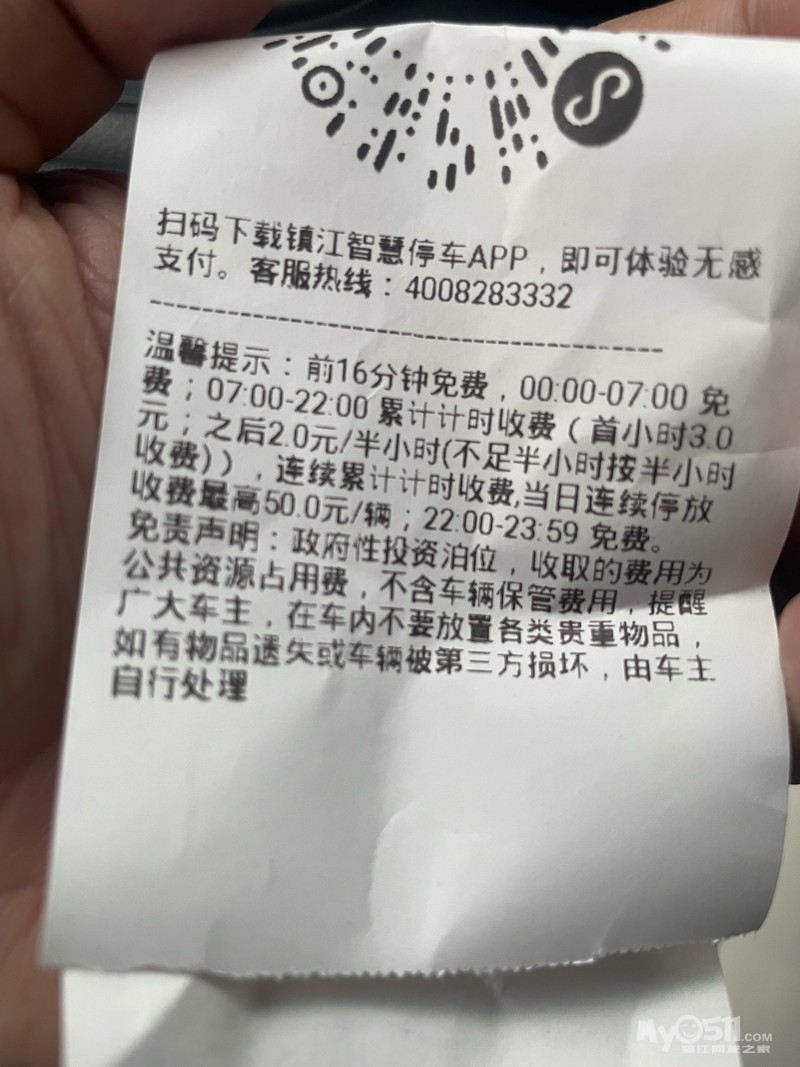 扫码下载镇江智慧停车APP，即可体验无感
支付。客服热线：4008283332
温馨提示：前16分钟免费，00:00-07:00 免
费；07:00-22:00 累计计时收费（首小时3.0
元；之后2.0元/半小时(不足半小时按半小时
收费)），连续累计计时收费,当日连续停放
收费最高50.0元/辆；22:00-23:59 免费。
免责声明：政府性投资泊位，收取的费用为
公共资源占用费，不含车辆保管费用，提醒
广大车主，在车内不要放置各类贵重物品，
如有物品遗失或车辆被第三方损坏，由车主
自行处理
My0511.COM
镇江网友之家